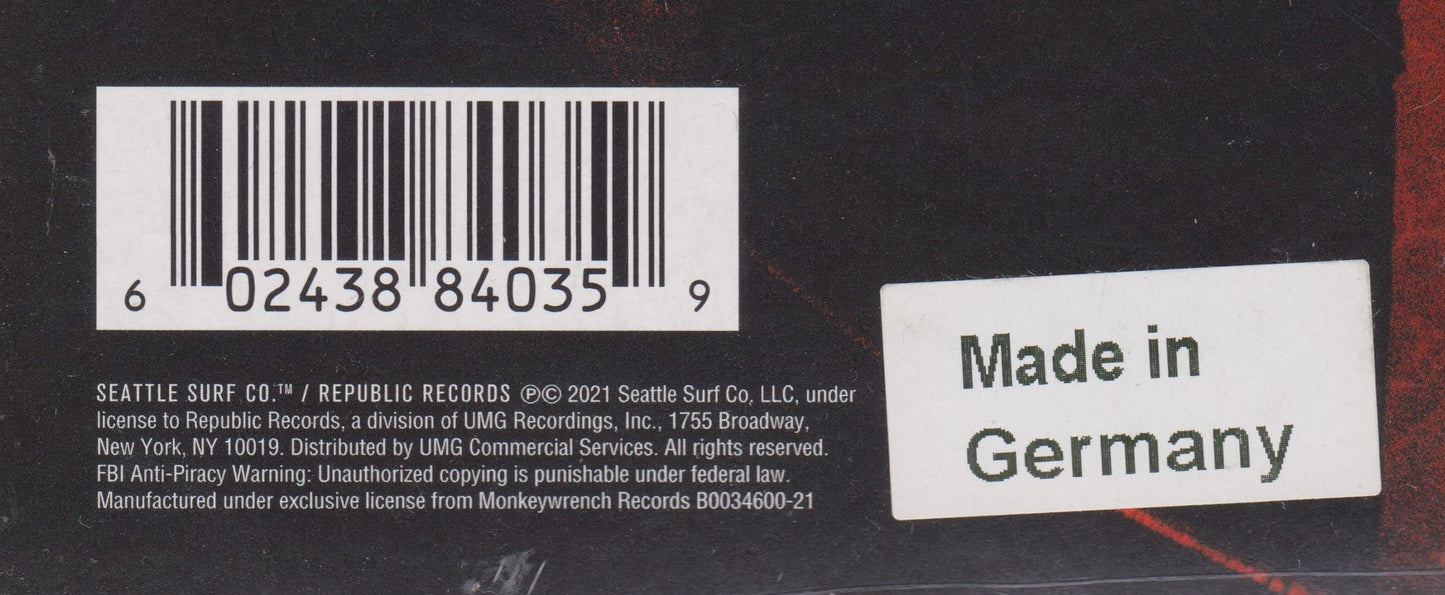 6 02438 84035 9
SEATTLE SURF CO.™ / REPUBLIC RECORDS ℗© 2021 Seattle Surf Co. LLC, under
license to Republic Records, a division of UMG Recordings, Inc., 1755 Broadway,
New York, NY 10019. Distributed by UMG Commercial Services. All rights reserved.
FBI Anti-Piracy Warning: Unauthorized copying is punishable under federal law.
Manufactured under exclusive license from Monkeywrench Records B0034600-21
Made in
Germany